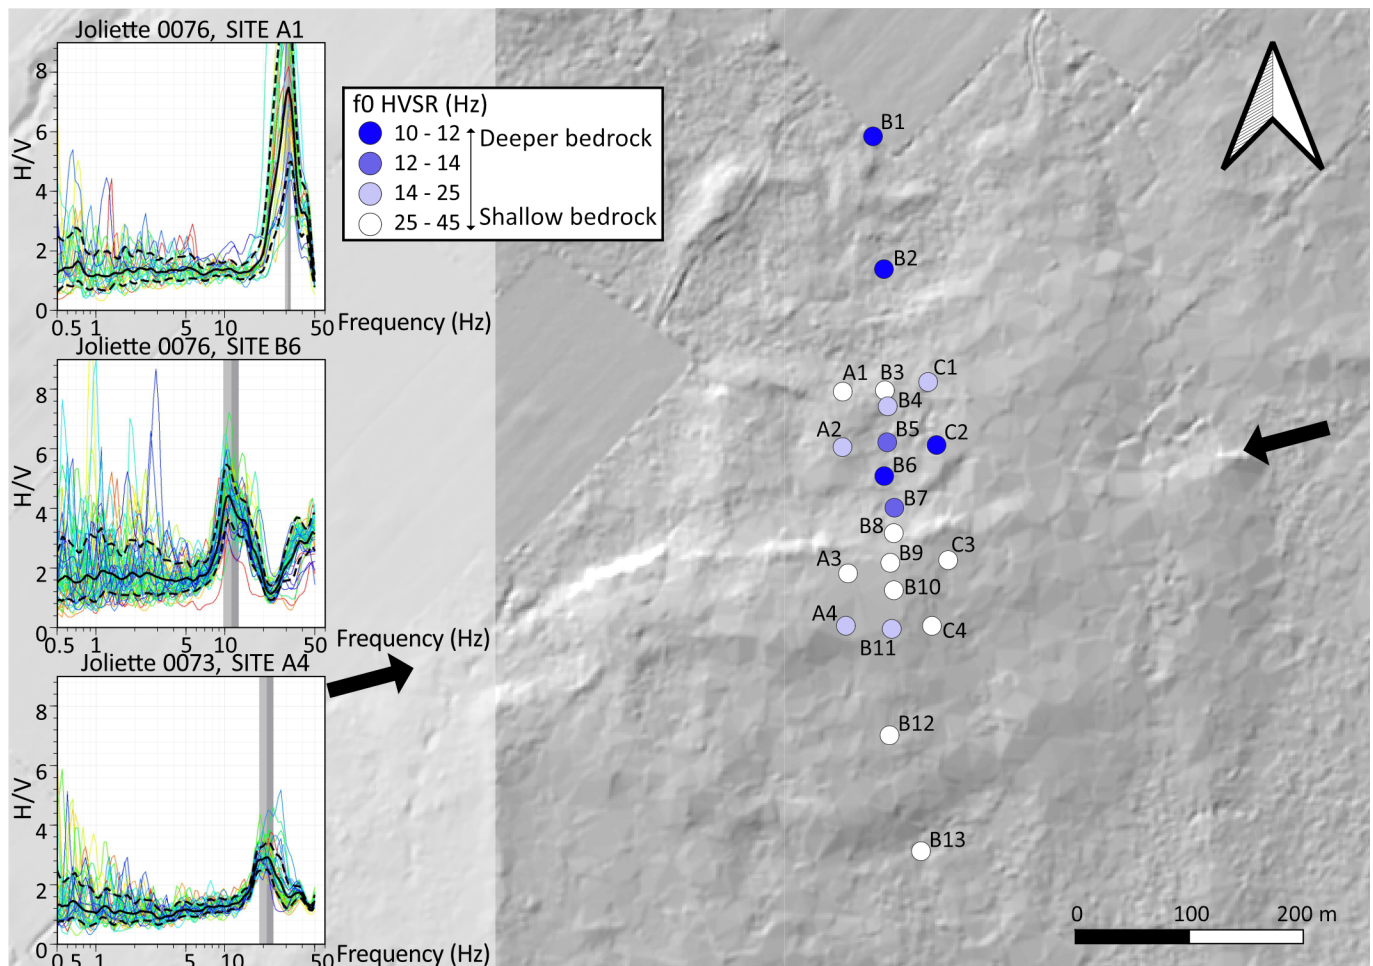 Joliette 0076, SITE A1
H/V
8
6
4
2
0
0.5 1 5 10 50 Frequency (Hz)
f0 HVSR (Hz)
10 - 12 Deeper bedrock
12 - 14
14 - 25
25 - 45 Shallow bedrock
Joliette 0076, SITE B6
H/V
8
6
4
2
0
0.5 1 5 10 50 Frequency (Hz)
Joliette 0073, SITE A4
H/V
8
6
4
2
0
0.5 1 5 10 50 Frequency (Hz)
B1
B2
A1 B3 C1
B4
A2 B5 C2
B6
B7
B8
A3 B9 C3
B10
A4 C4
B11
B12
B13
0 100 200 m